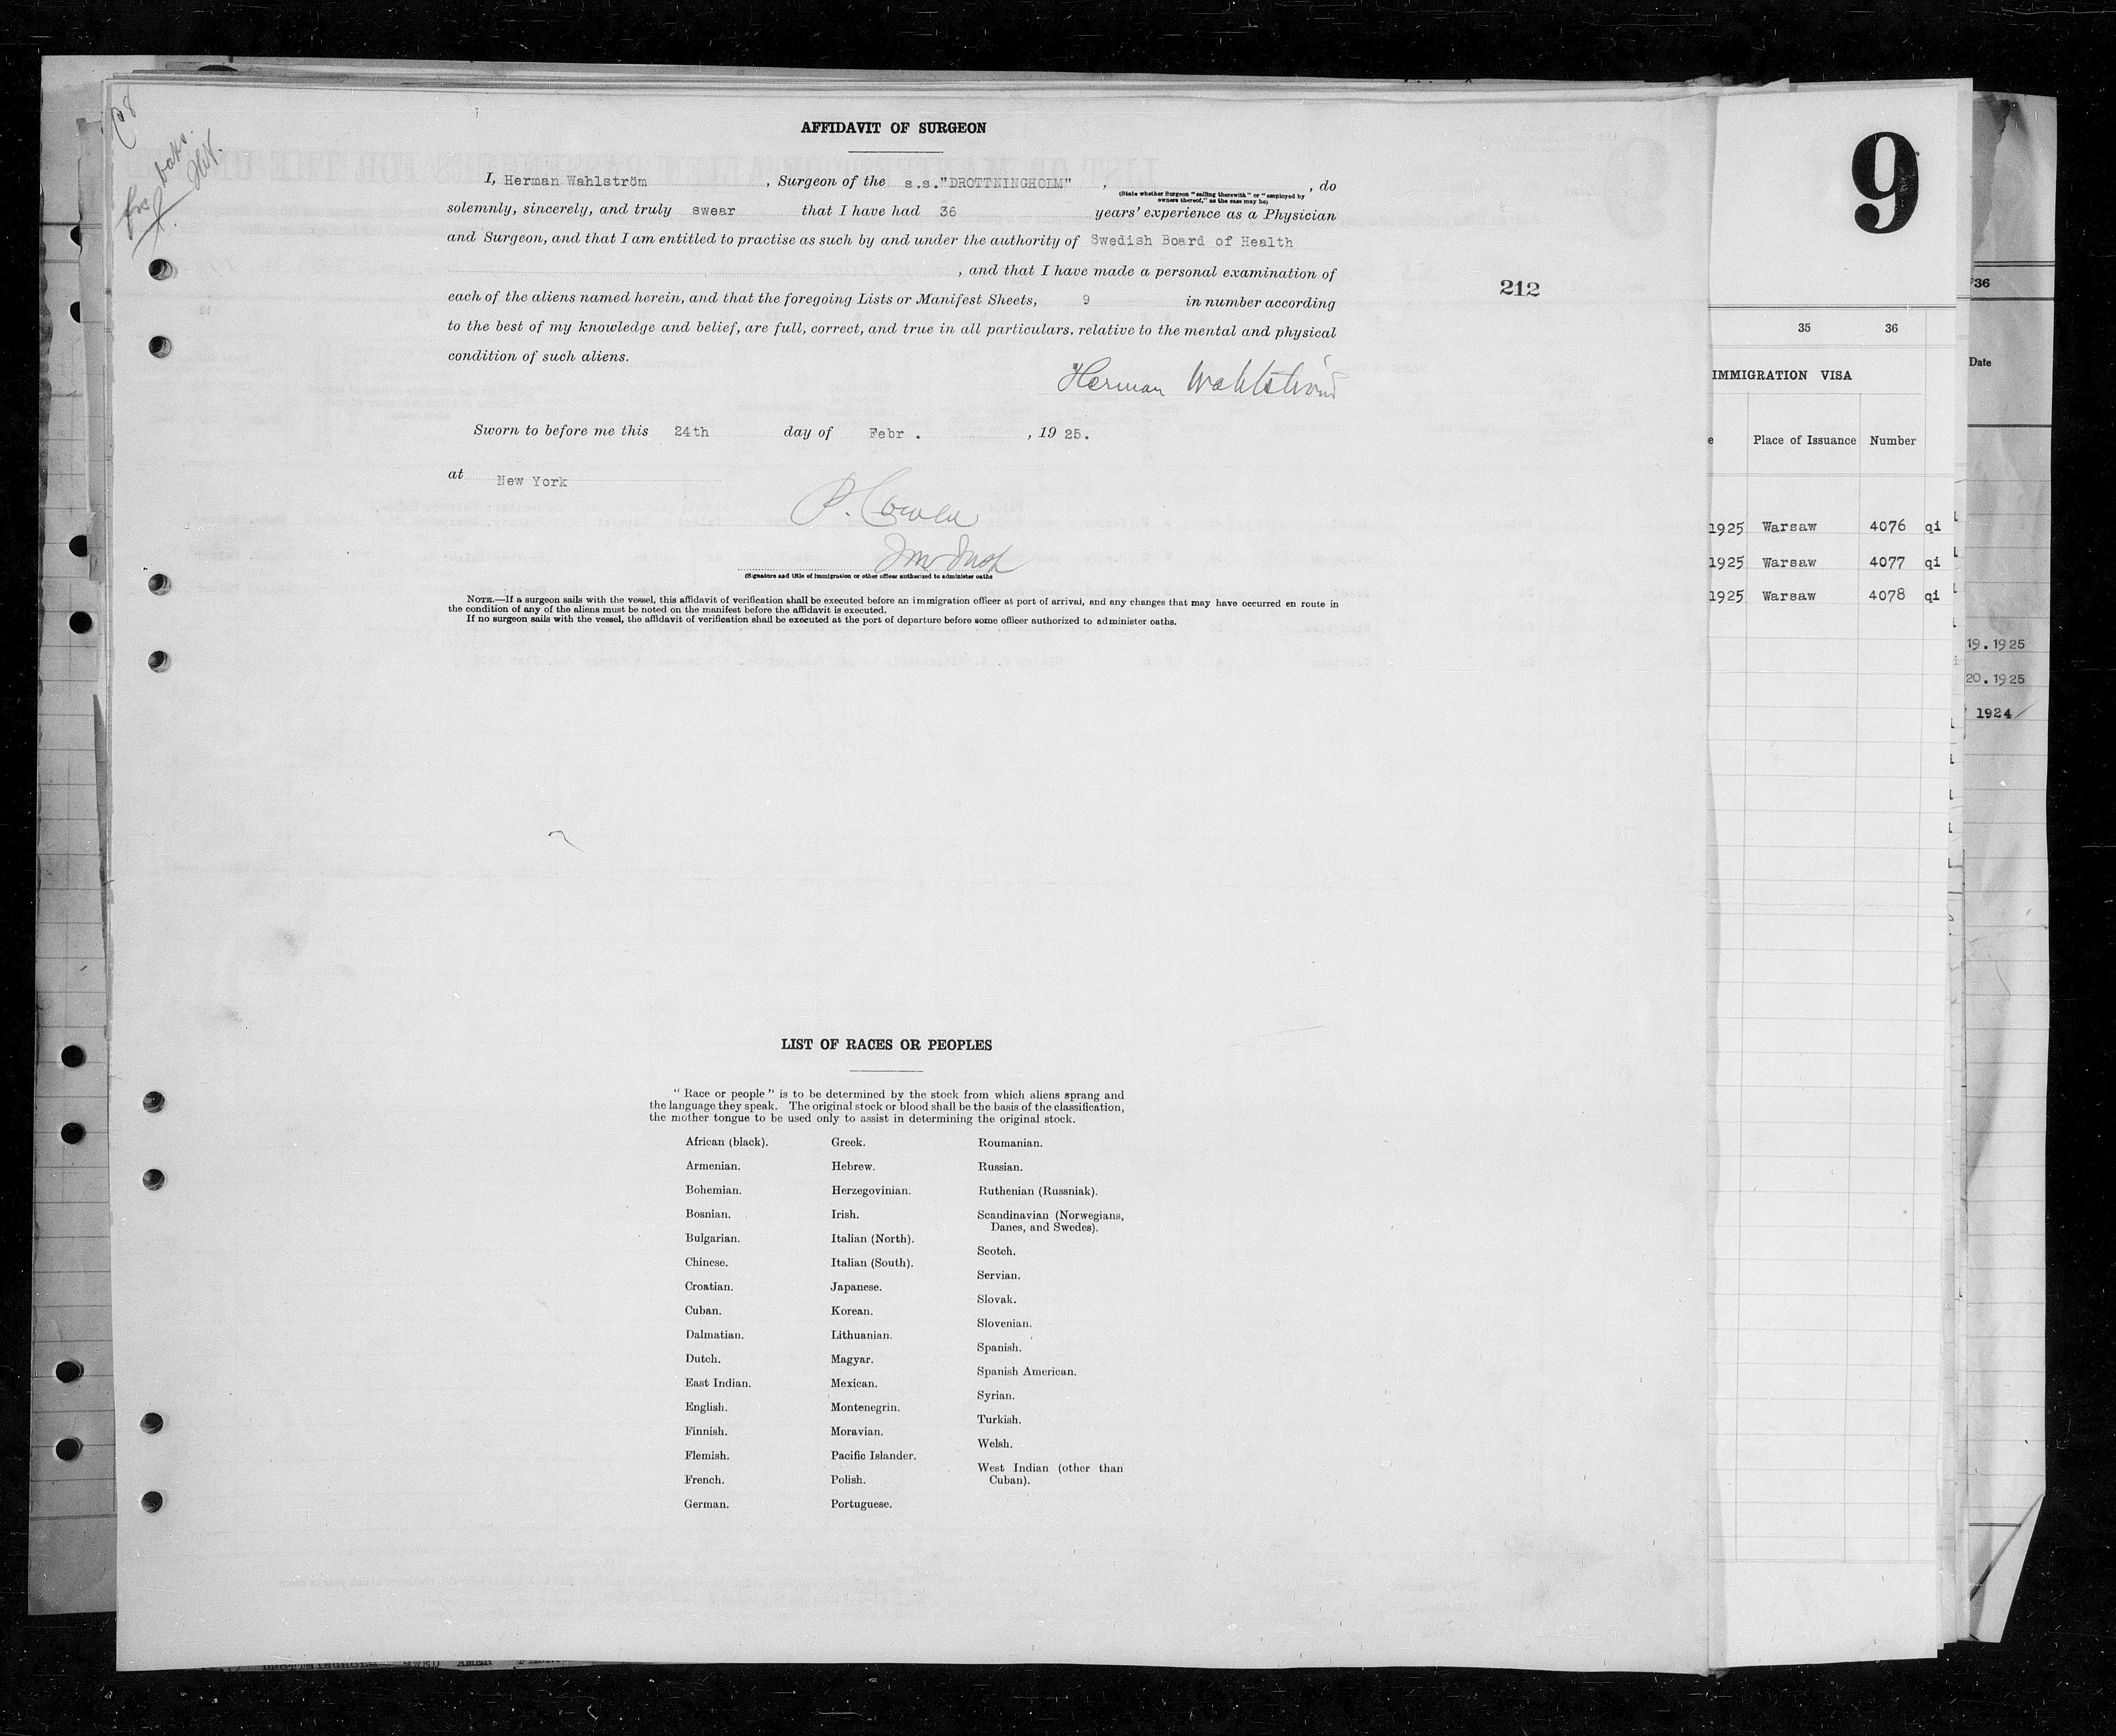 AFFIDAVIT OF SURGEON
I, Herman Wahlström , Surgeon of the s.s."DROTTNINGHOLM" , , do
(State whether Surgeon "sailing therewith" or "employed by
owners thereof," as the case may be)
solemnly, sincerely, and truly swear that I have had 36 years' experience as a Physician
and Surgeon, and that I am entitled to practise as such by and under the authority of Swedish Board of Health
, and that I have made a personal examination of
each of the aliens named herein, and that the foregoing Lists or Manifest Sheets, 9 in number according
to the best of my knowledge and belief, are full, correct, and true in all particulars, relative to the mental and physical
condition of such aliens.
Herman Wahlström
Sworn to before me this 24th day of Febr . , 19 25.
at New York
P. Cowen
(Signature and title of immigration or other officer authorized to administer oaths
NOTE.—If a surgeon sails with the vessel, this affidavit of verification shall be executed before an immigration officer at port of arrival, and any changes that may have occurred en route in
the condition of any of the aliens must be noted on the manifest before the affidavit is executed.
If no surgeon sails with the vessel, the affidavit of verification shall be executed at the port of departure before some officer authorized to administer oaths.
212
LIST OF RACES OR PEOPLES
"Race or people" is to be determined by the stock from which aliens sprang and
the language they speak. The original stock or blood shall be the basis of the classification,
the mother tongue to be used only to assist in determining the original stock.
African (black).
Armenian.
Bohemian.
Bosnian.
Bulgarian.
Chinese.
Croatian.
Cuban.
Dalmatian.
Dutch.
East Indian.
English.
Finnish.
Flemish.
French.
German.
Greek.
Hebrew.
Herzegovinian.
Irish.
Italian (North).
Italian (South).
Japanese.
Korean.
Lithuanian.
Magyar.
Mexican.
Montenegrin.
Moravian.
Pacific Islander.
Polish.
Portuguese.
Roumanian.
Russian.
Ruthenian (Russniak).
Scandinavian (Norwegians,
Danes, and Swedes).
Scotch.
Servian.
Slovak.
Slovenian.
Spanish.
Spanish American.
Syrian.
Turkish.
Welsh.
West Indian (other than
Cuban).
9
35 36
IMMIGRATION VISA
Place of Issuance Number
1925 Warsaw 4076 qi
1925 Warsaw 4077 qi
1925 Warsaw 4078 qi
36
Date
19.1925
20.1925
1924